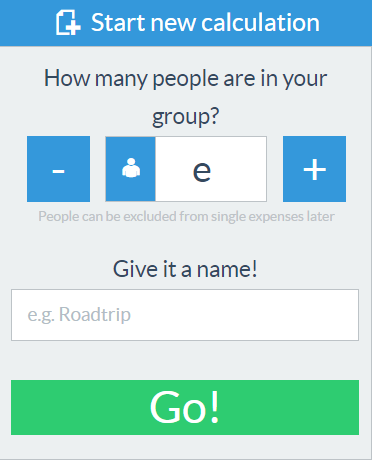 Start new calculation
How many people are in your
group?
- e +
People can be excluded from single expenses later
Give it a name!
e.g. Roadtrip
Go!